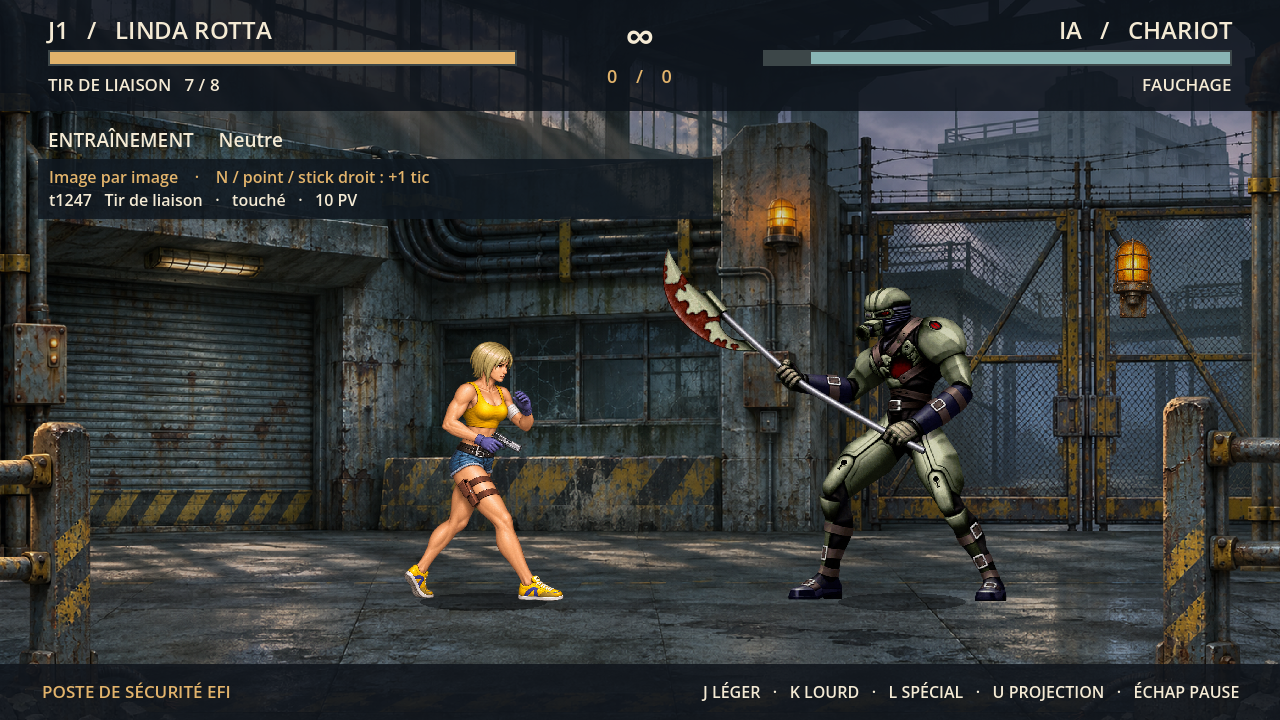 J1 / LINDA ROTTA
∞
IA / CHARIOT
0 / 0
TIR DE LIAISON 7 / 8
FAUCHAGE
ENTRAÎNEMENT Neutre
Image par image · N / point / stick droit : +1 tic
t1247 Tir de liaison · touché · 10 PV
POSTE DE SÉCURITÉ EFI
J LÉGER · K LOURD · L SPÉCIAL · U PROJECTION · ÉCHAP PAUSE